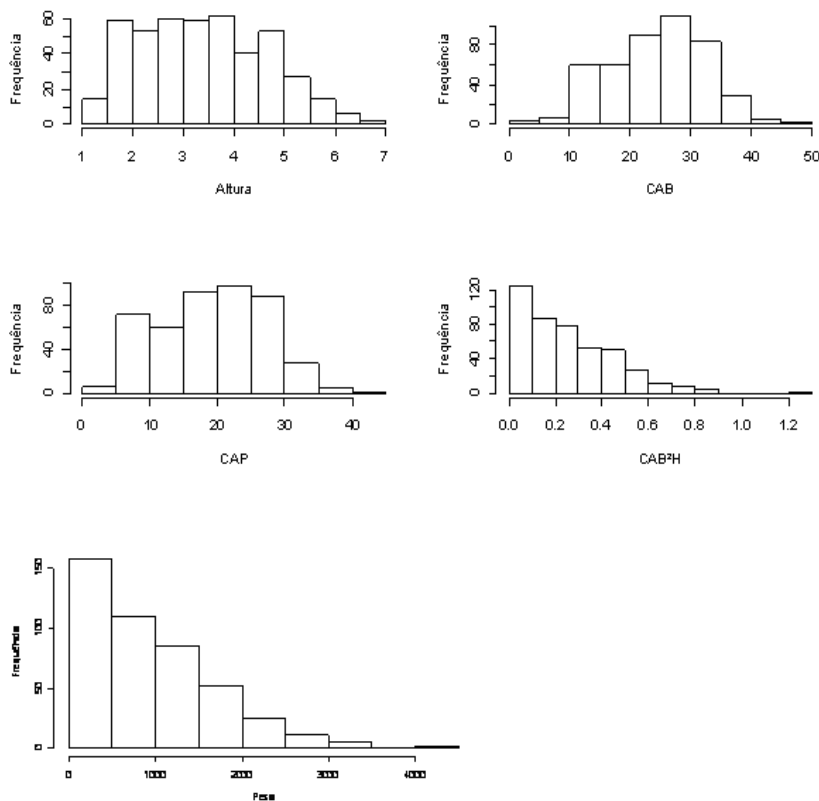 Frequência
0 20 40 60
1 2 3 4 5 6 7
Altura
Frequência
0 40 80
0 10 20 30 40 50
CAB
Frequência
0 40 80
0 10 20 30 40
CAP
Frequência
0 40 80 120
0.0 0.2 0.4 0.6 0.8 1.0 1.2
CAB²H
Frequência
0 50 100 150
0 1000 2000 3000 4000
Peso